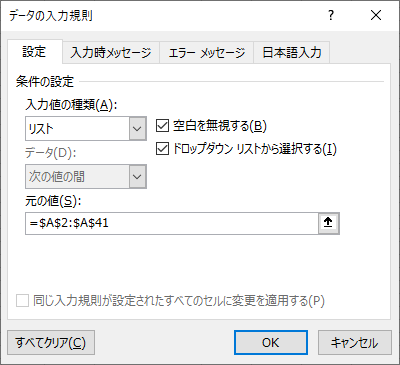 データの入力規則
設定 入力時メッセージ エラー メッセージ 日本語入力
条件の設定
入力値の種類(A):
リスト
空白を無視する(B)
データ(D):
ドロップダウン リストから選択する(I)
次の値の間
元の値(S):
=$A$2:$A$41
同じ入力規則が設定されたすべてのセルに変更を適用する(P)
すべてクリア(C) OK キャンセル